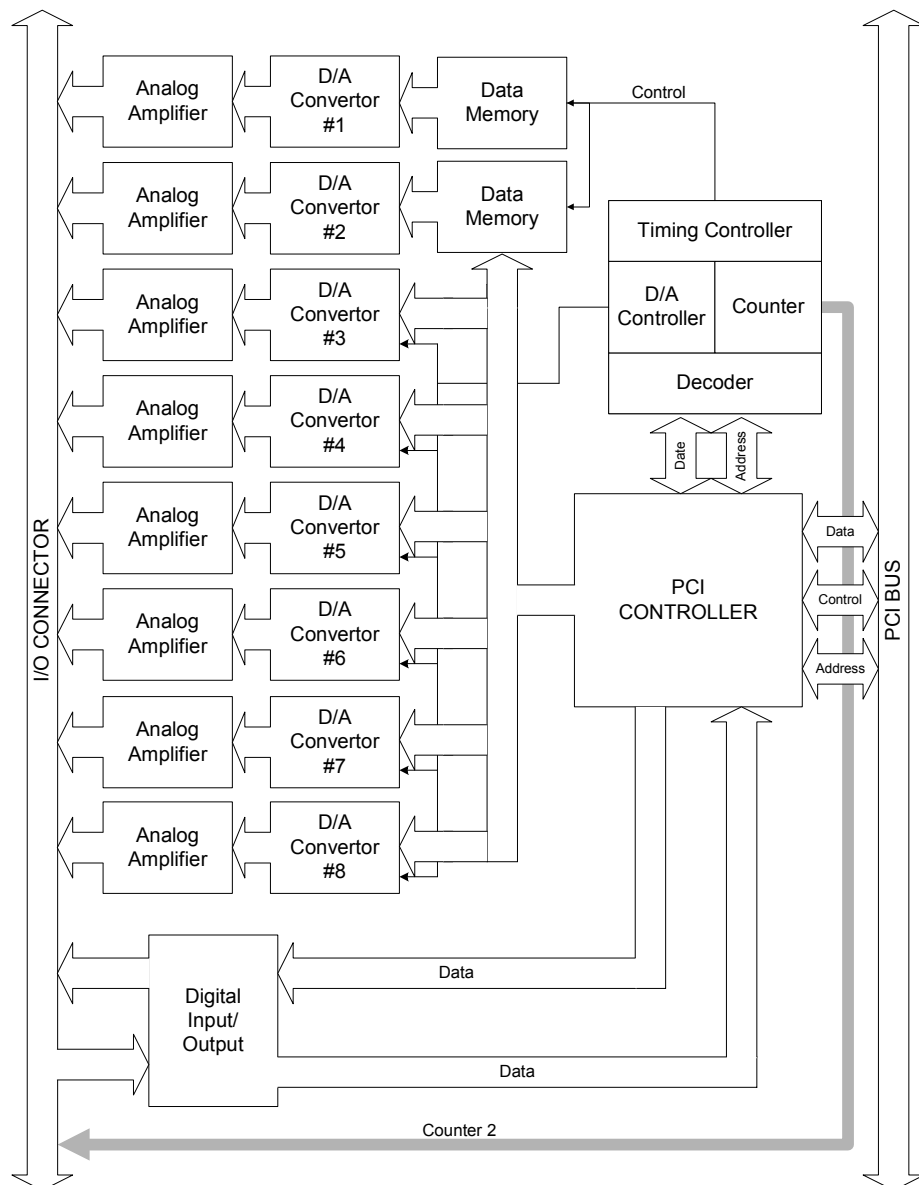 Analog
Amplifier
D/A
Convertor
#1
Data
Memory
Control
Analog
Amplifier
D/A
Convertor
#2
Data
Memory
Timing Controller
D/A
Controller
Counter
Decoder
Analog
Amplifier
D/A
Convertor
#3
Analog
Amplifier
D/A
Convertor
#4
Date
Address
Analog
Amplifier
D/A
Convertor
#5
PCI
CONTROLLER
Data
Control
Address
I/O CONNECTOR
PCI BUS
Analog
Amplifier
D/A
Convertor
#6
Analog
Amplifier
D/A
Convertor
#7
Analog
Amplifier
D/A
Convertor
#8
Digital
Input/
Output
Data
Data
Counter 2